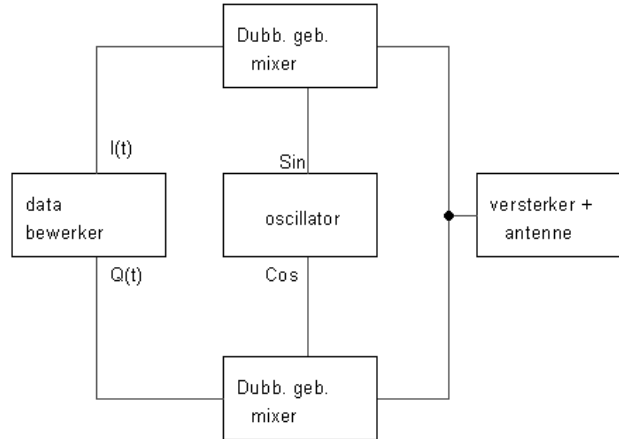 Dubb. geb.
mixer
I(t)
Sin
data
bewerker
oscillator
versterker +
antenne
Q(t)
Cos
Dubb. geb.
mixer